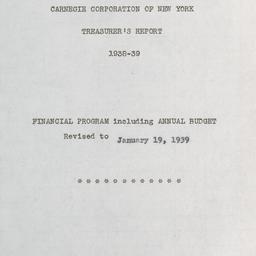 CARNEGIE CORPORATION OF NEW YORK
TREASURER'S REPORT
1938-39
FINANCIAL PROGRAM including ANNUAL BUDGET
Revised to January 19, 1939
* * * * * * * * * * * *